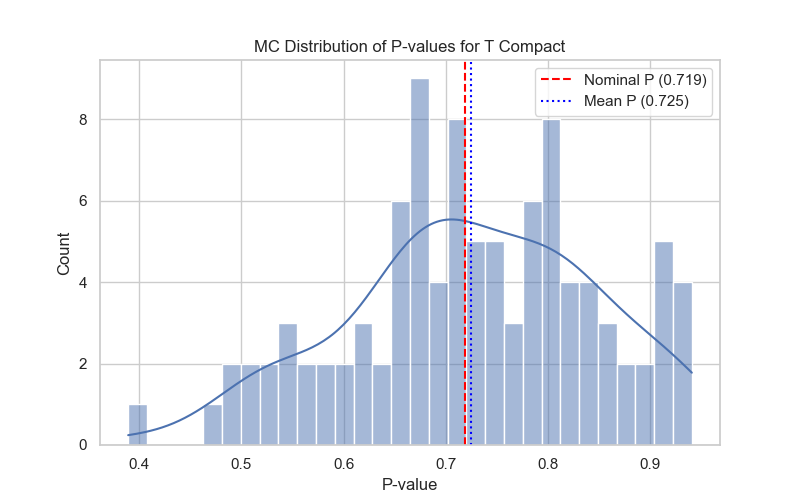 MC Distribution of P-values for T Compact
Nominal P (0.719)
Mean P (0.725)
Count
8
6
4
2
0
0.4 0.5 0.6 0.7 0.8 0.9
P-value